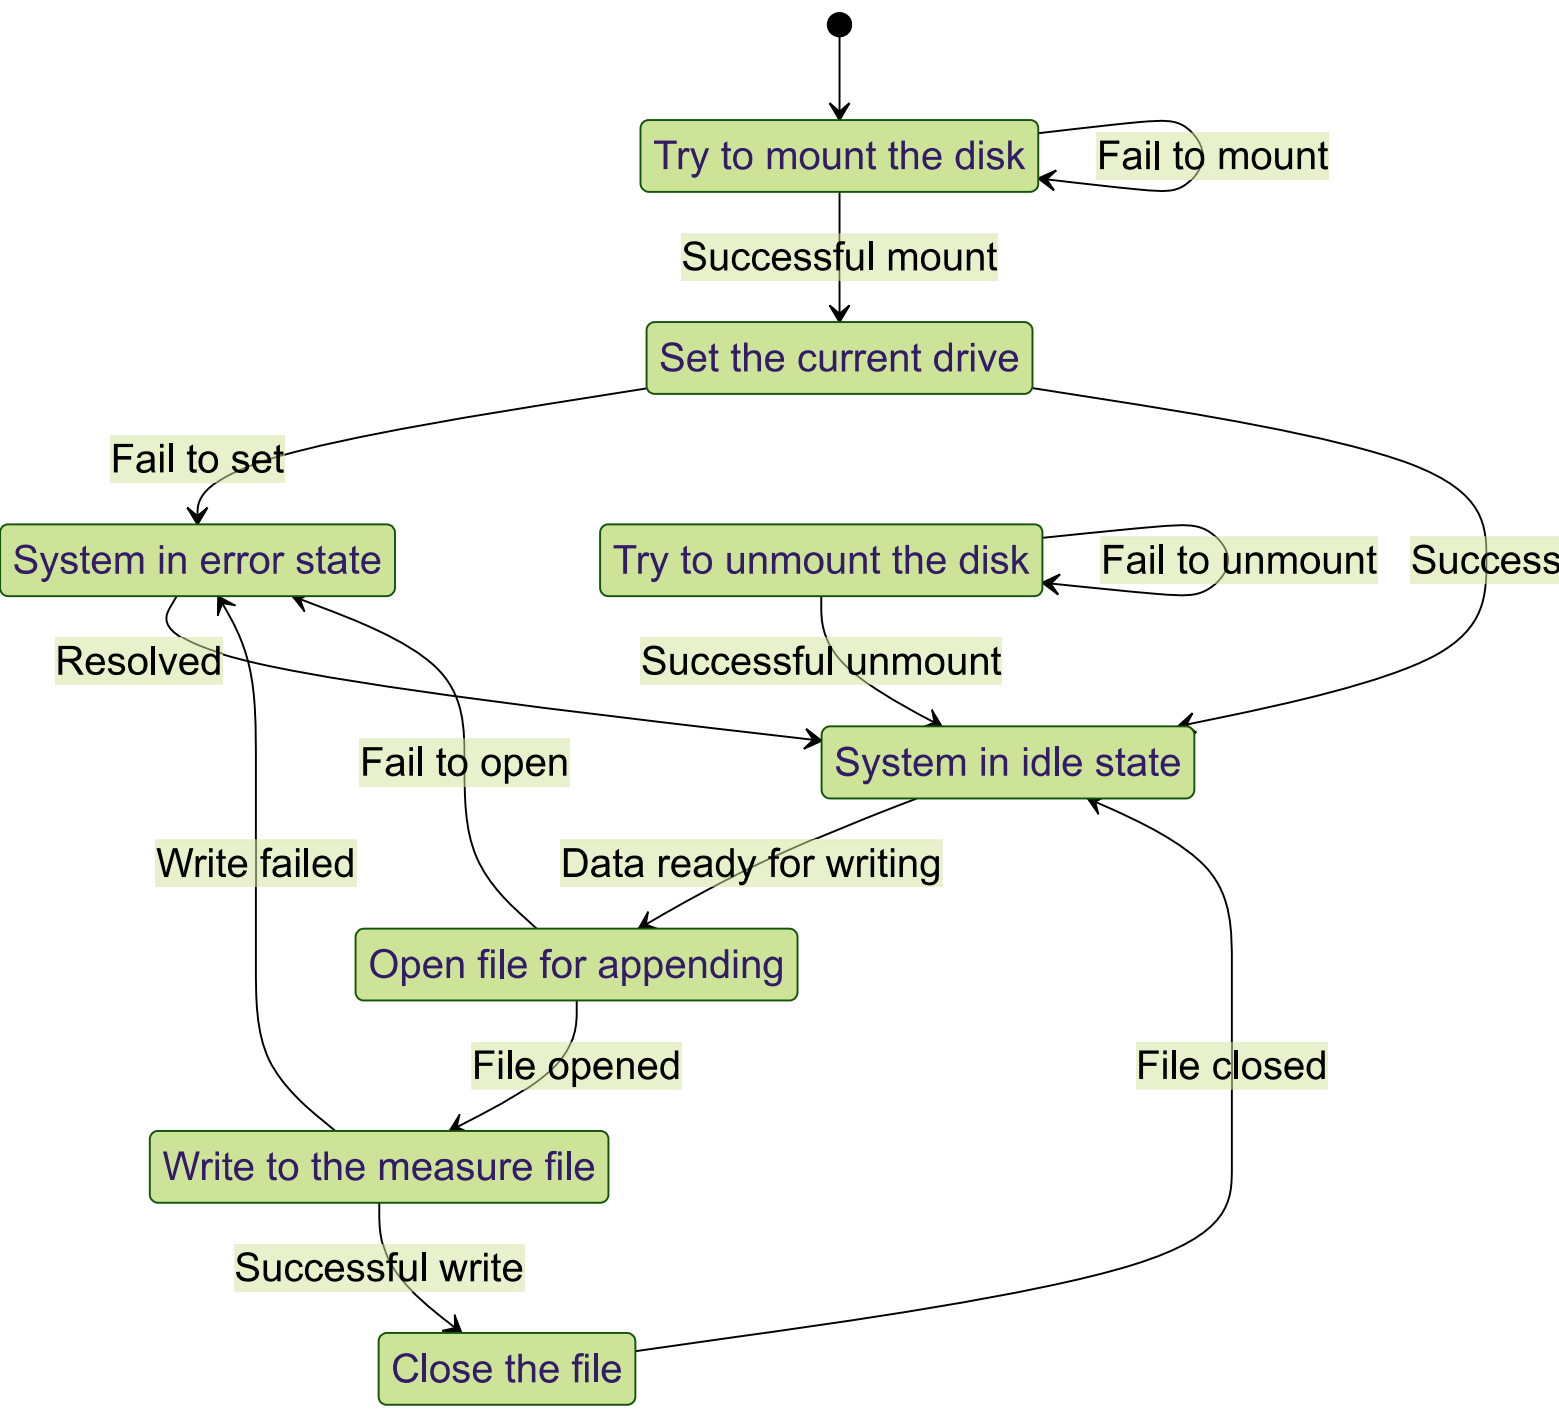 Try to mount the disk
Fail to mount
Successful mount
Set the current drive
Fail to set
System in error state
Try to unmount the disk
Fail to unmount
Success
Resolved
Successful unmount
Fail to open
System in idle state
Write failed
Data ready for writing
Open file for appending
File opened
File closed
Write to the measure file
Successful write
Close the file